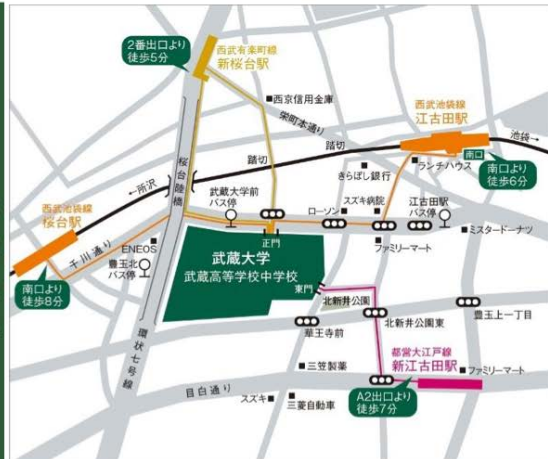 2番出口より
徒歩5分
西武有楽町線
新桜台駅
西京信用金庫
栄町本通り
西武池袋線
江古田駅
池袋→
踏切
踏切
南口
ランチハウス
南口より
徒歩6分
きらぼし銀行
←所沢
桜台陸橋
武蔵大学前
バス停
ローソン
スズキ病院
江古田駅
バス停
西武池袋線
桜台駅
千川通り
ENEOS
豊玉北
バス停
正門
武蔵大学
武蔵高等学校中学校
ファミリーマート
ミスタードーナツ
南口より
徒歩8分
東門
北新井公園
華王寺前
北新井公園東
豊玉上一丁目
環状七号線
都営大江戸線
新江古田駅
三笠製薬
目白通り
ファミリーマート
スズキ
三菱自動車
A2出口より
徒歩7分